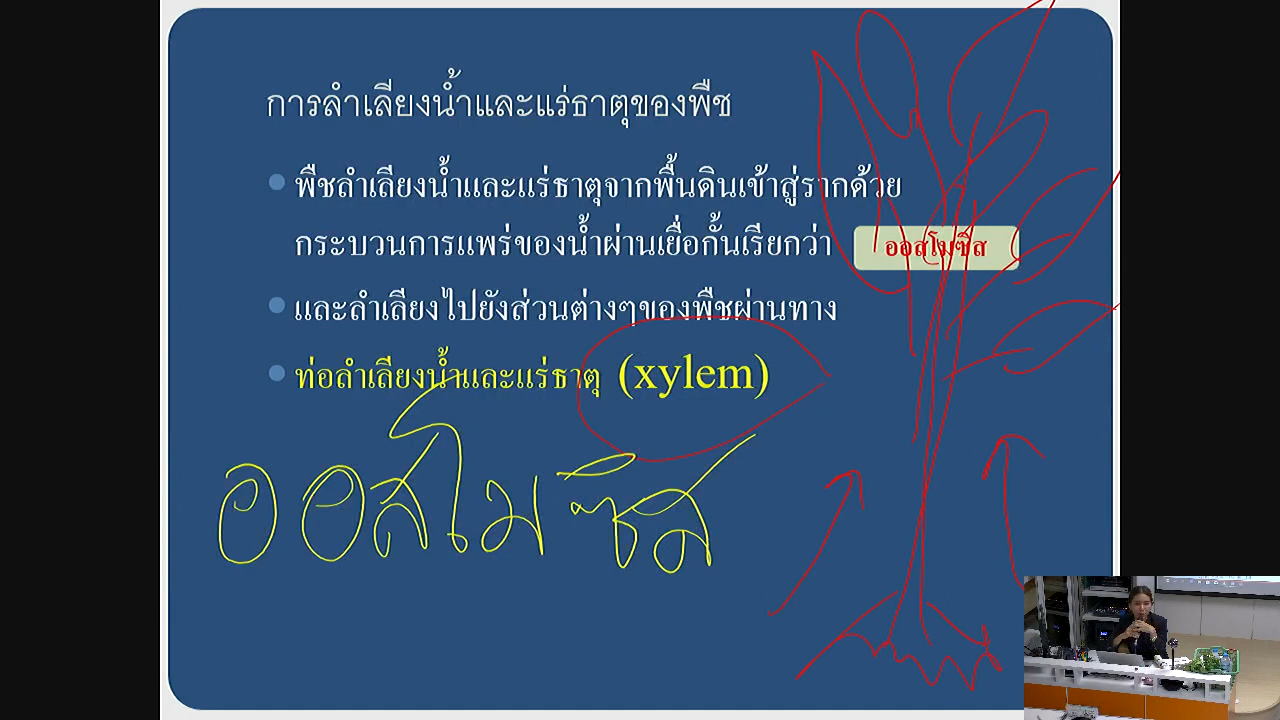 การลำเลียงน้ำและแร่ธาตุของพืช
พืชลำเลียงน้ำและแร่ธาตุจากพื้นดินเข้าสู่รากด้วย
กระบวนการแพร่ของน้ำผ่านเยื่อกั้นเรียกว่า ออสโมซีส
และลำเลียงไปยังส่วนต่างๆของพืชผ่านทาง
ท่อลำเลียงน้ำและแร่ธาตุ (xylem)
ออสโมซีส